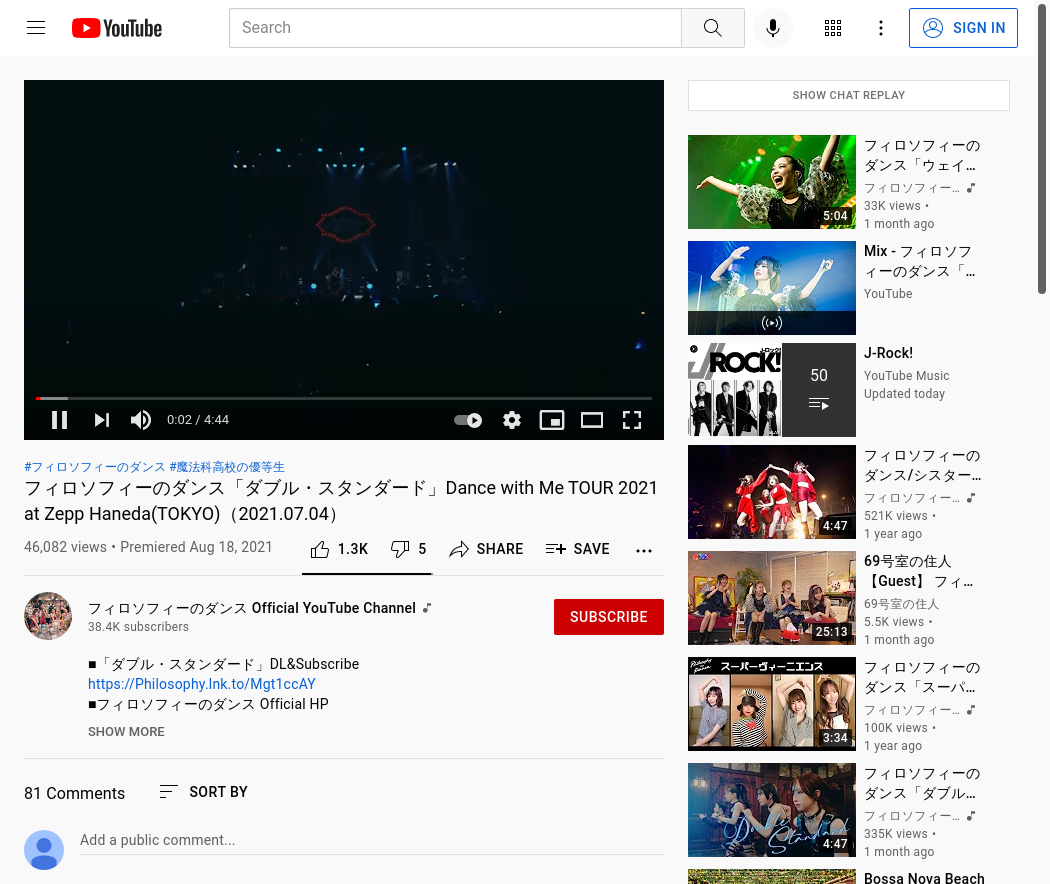 YouTube
Search
SIGN IN
0:02 / 4:44
#フィロソフィーのダンス #魔法科高校の優等生
フィロソフィーのダンス「ダブル・スタンダード」Dance with Me TOUR 2021
at Zepp Haneda(TOKYO)（2021.07.04）
46,082 views • Premiered Aug 18, 2021
1.3K
5
SHARE
SAVE
フィロソフィーのダンス Official YouTube Channel
38.4K subscribers
SUBSCRIBE
■「ダブル・スタンダード」DL&Subscribe
https://Philosophy.lnk.to/Mgt1ccAY
■フィロソフィーのダンス Official HP
SHOW MORE
81 Comments
SORT BY
Add a public comment...
SHOW CHAT REPLAY
5:04
フィロソフィーの
ダンス「ウェイ...
フィロソフィー...
33K views •
1 month ago
Mix - フィロソフ
ィーのダンス「...
YouTube
J-ROCK!
50
J-Rock!
YouTube Music
Updated today
4:47
フィロソフィーの
ダンス/シスター...
フィロソフィー...
521K views •
1 year ago
25:13
69号室の住人
【Guest】 フィ...
69号室の住人
5.5K views •
1 month ago
スーパーヴィーニエンス
3:34
フィロソフィーの
ダンス「スーパ...
フィロソフィー...
100K views •
1 year ago
Double Standard
4:47
フィロソフィーの
ダンス「ダブル...
フィロソフィー...
335K views •
1 month ago
Bossa Nova Beach